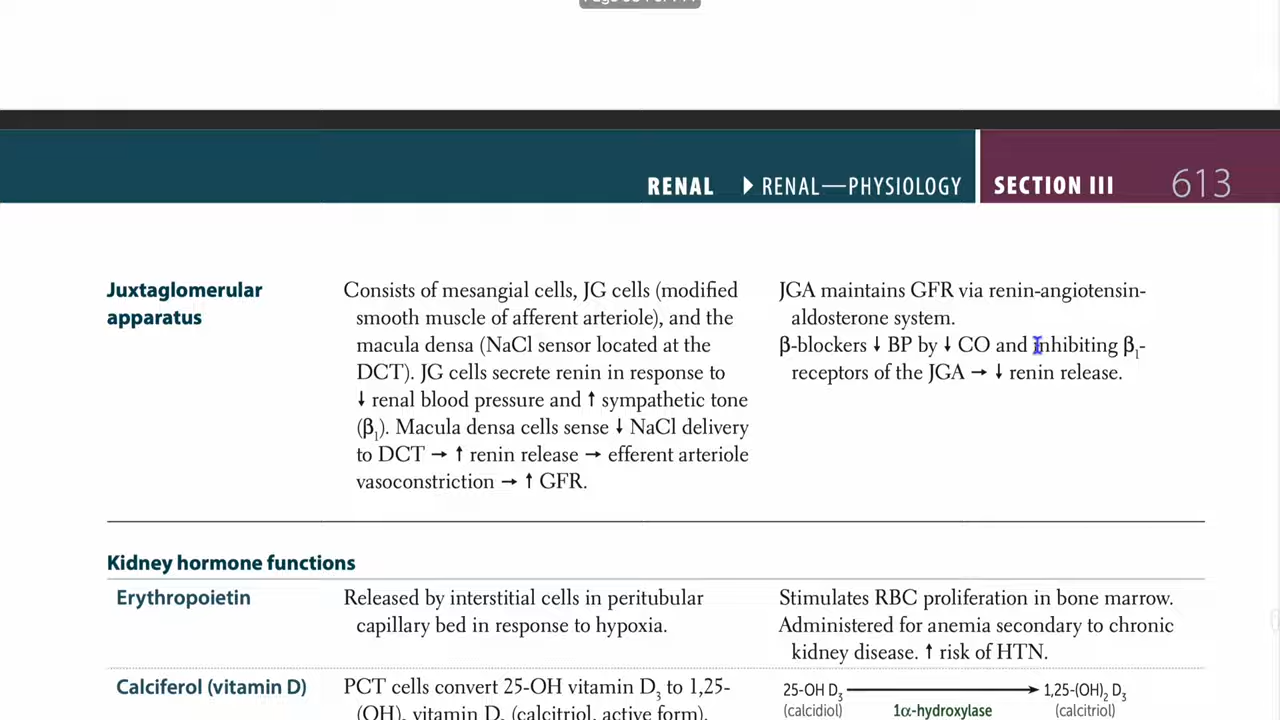 RENAL ▶ RENAL—PHYSIOLOGY SECTION III 613
Juxtaglomerular
apparatus
Consists of mesangial cells, JG cells (modified
smooth muscle of afferent arteriole), and the
macula densa (NaCl sensor located at the
DCT). JG cells secrete renin in response to
↓ renal blood pressure and ↑ sympathetic tone
(β₁). Macula densa cells sense ↓ NaCl delivery
to DCT → ↑ renin release → efferent arteriole
vasoconstriction → ↑ GFR.
JGA maintains GFR via renin-angiotensin-
aldosterone system.
β-blockers ↓ BP by ↓ CO and inhibiting β₁-
receptors of the JGA → ↓ renin release.
Kidney hormone functions
Erythropoietin
Released by interstitial cells in peritubular
capillary bed in response to hypoxia.
Stimulates RBC proliferation in bone marrow.
Administered for anemia secondary to chronic
kidney disease. ↑ risk of HTN.
Calciferol (vitamin D)
PCT cells convert 25-OH vitamin D₃ to 1,25-
(OH)₂ vitamin D₃ (calcitriol, active form).
25-OH D₃ → 1,25-(OH)₂ D₃
(calcidiol) 1α-hydroxylase (calcitriol)